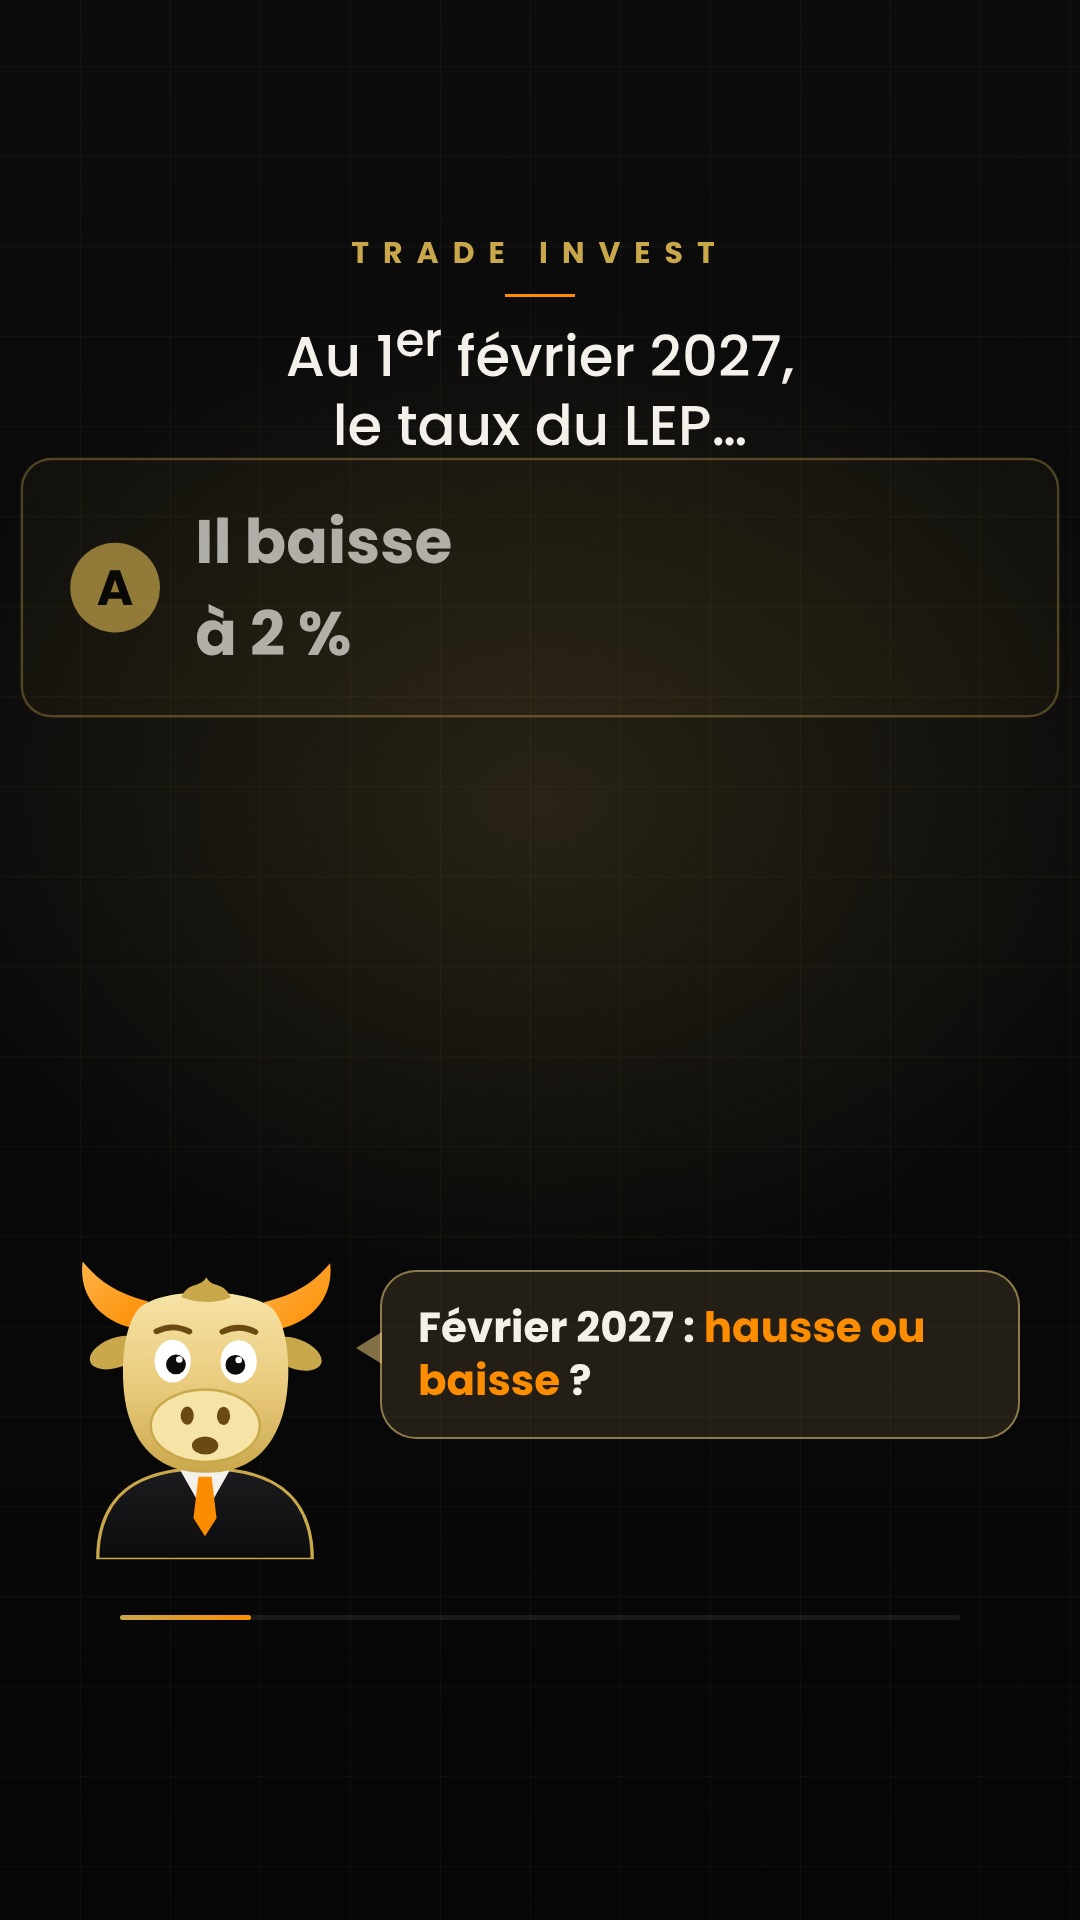 TRADE INVEST
Au 1er février 2027,
le taux du LEP...
A
Il baisse
à 2 %
Février 2027 : hausse ou
baisse ?